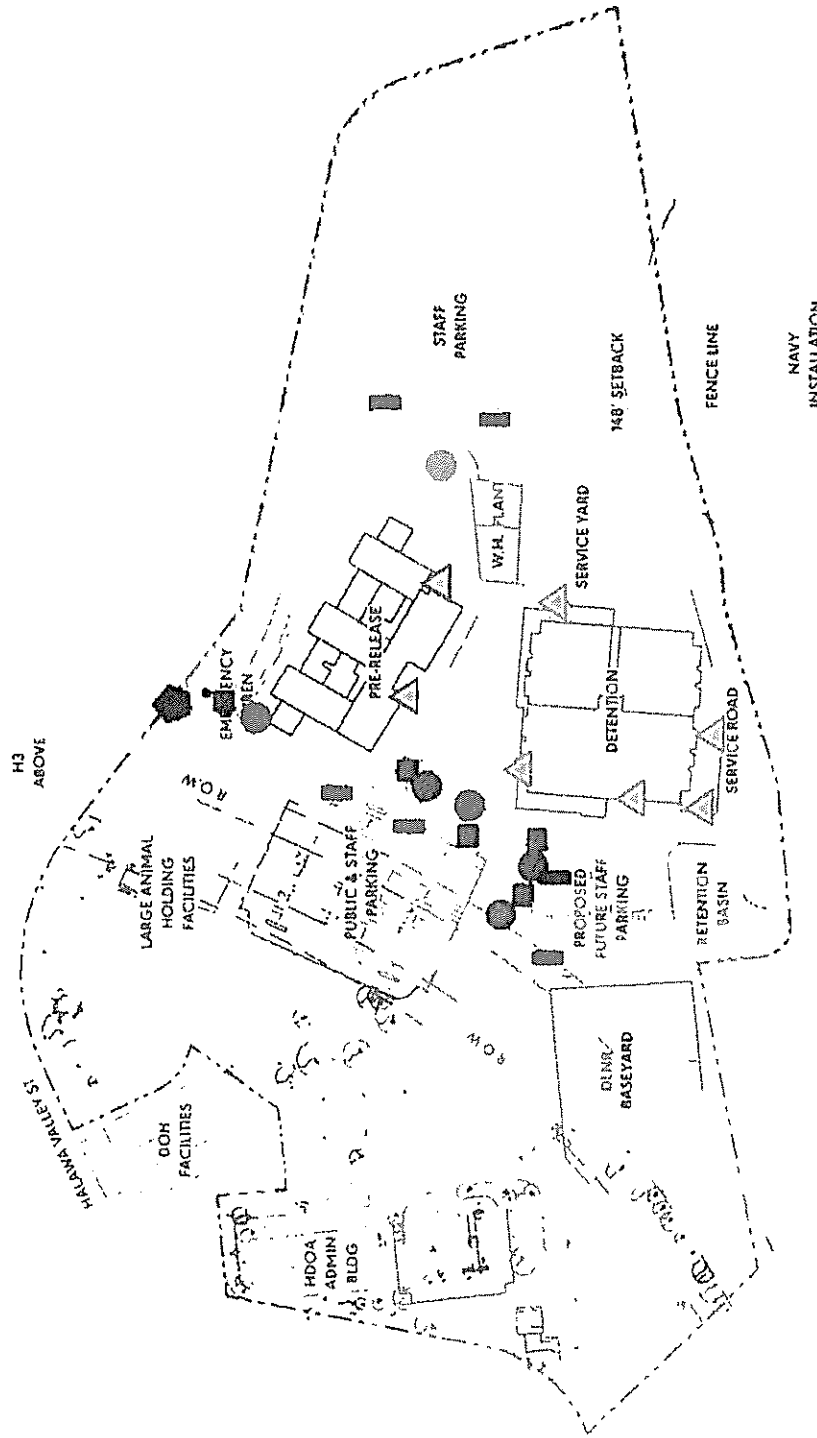 H3
ABOVE
HALAWA VALLEY ST
DOH
FACILITIES
LARGE ANIMAL
HOLDING
FACILITIES
R.O.W
PRE-RELEASE
STAFF
PARKING
HDOA
ADMIN
BLDG
PUBLIC & STAFF
PARKING
R.O.W
W.H.
SERVICE YARD
148' SETBACK
DETENTION
PROPOSED
FUTURE STAFF
PARKING
DLNR
BASEYARD
RETENTION
BASIN
SERVICE ROAD
FENCE LINE
NAVY
INSTALLATION